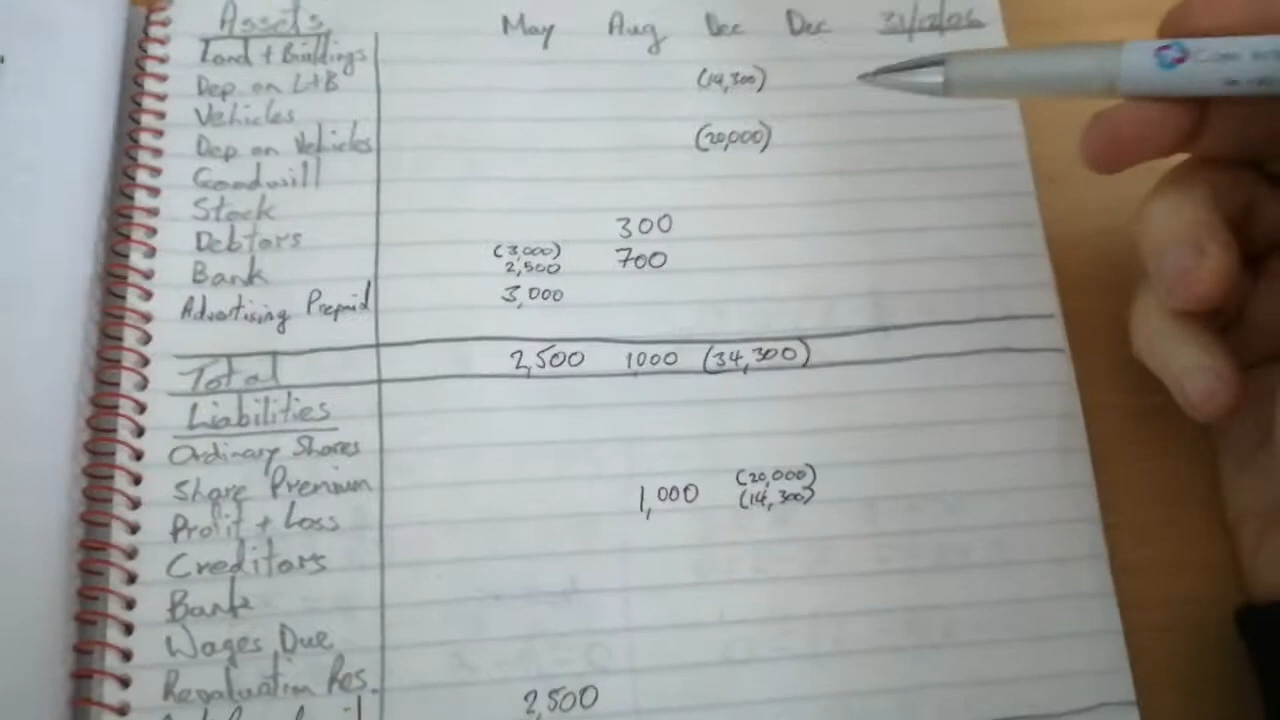 Assets May Aug Dec Dec 31/12/06
Land + Buildings
Dep. on L+B (14,300)
Vehicles
Dep on Vehicles (20,000)
Goodwill
Stock
Debtors 300
(3,000)
Bank 2,500 700
Advertising Prepaid 3,000
Total 2,500 1000 (34,300)
Liabilities
Ordinary Shares
Share Premium (20,000)
Profit + Loss 1,000 (14,300)
Creditors
Bank
Wages Due
Revaluation Res.
2,500